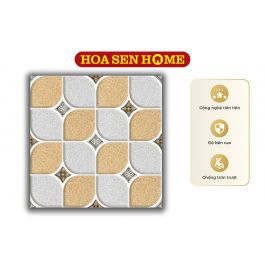 HOA SEN HOME
Công nghệ tiên tiến
Độ bền cao
Chống trơn trượt